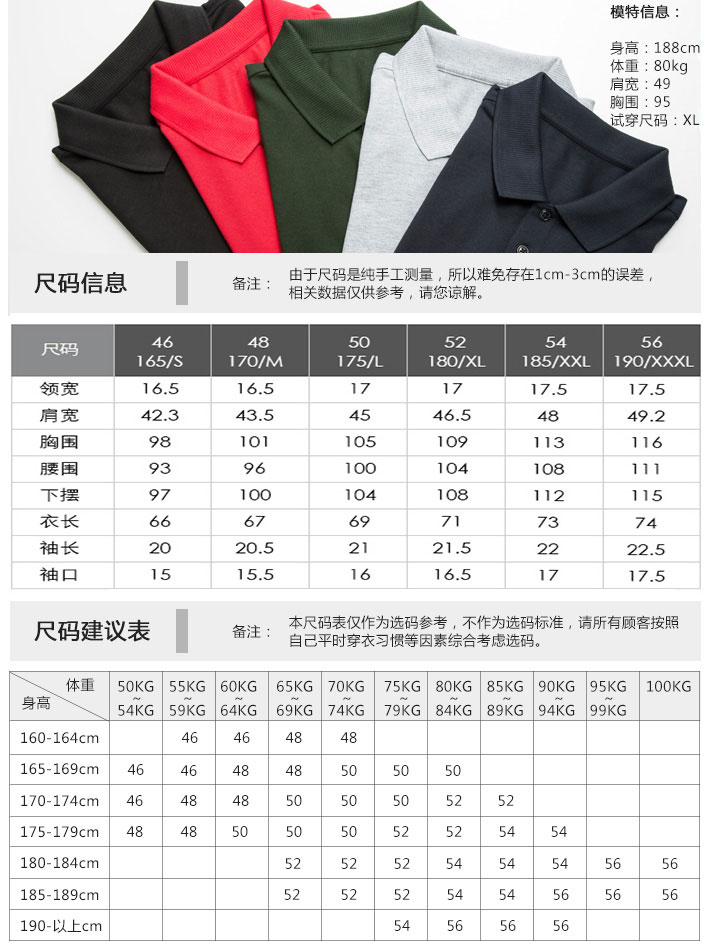 模特信息：
身高：188cm
体重：80kg
肩宽：49
胸围：95
试穿尺码：XL
尺码信息
备注：
由于尺码是纯手工测量，所以难免存在1cm-3cm的误差，
相关数据仅供参考，请您谅解。
尺码 46 48 50 52 54 56
165/S 170/M 175/L 180/XL 185/XXL 190/XXXL
领宽 16.5 16.5 17 17 17.5 17.5
肩宽 42.3 43.5 45 46.5 48 49.2
胸围 98 101 105 109 113 116
腰围 93 96 100 104 108 111
下摆 97 100 104 108 112 115
衣长 66 67 69 71 73 74
袖长 20 20.5 21 21.5 22 22.5
袖口 15 15.5 16 16.5 17 17.5
尺码建议表
备注：
本尺码表仅作为选码参考，不作为选码标准，请所有顾客按照
自己平时穿衣习惯等因素综合考虑选码。
体重 50KG~54KG 55KG~59KG 60KG~64KG 65KG~69KG 70KG~74KG 75KG~79KG 80KG~84KG 85KG~89KG 90KG~94KG 95KG~99KG 100KG
身高
160-164cm 46 46 48 48
165-169cm 46 46 48 48 50 50 50
170-174cm 46 48 48 50 50 50 52 52
175-179cm 48 48 50 50 50 52 52 54 54
180-184cm 52 52 52 54 54 54 56 56
185-189cm 52 52 52 54 54 56 56 56
190-以上cm 54 56 56 56